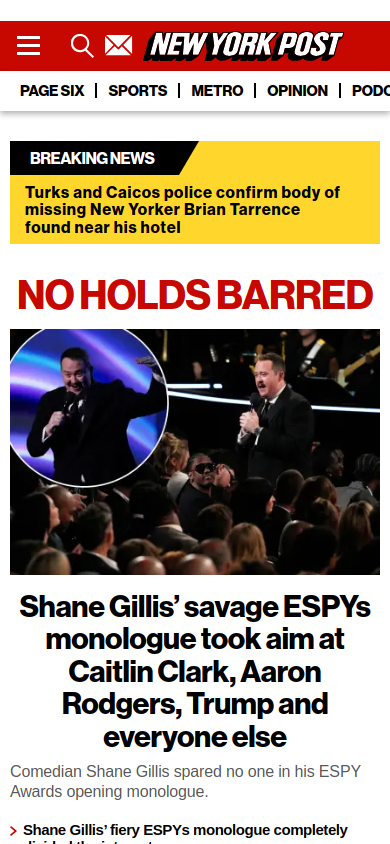 NEW YORK POST
PAGE SIX
SPORTS
METRO
OPINION
PODC
BREAKING NEWS
Turks and Caicos police confirm body of
missing New Yorker Brian Tarrence
found near his hotel
NO HOLDS BARRED
Shane Gillis’ savage ESPYs
monologue took aim at
Caitlin Clark, Aaron
Rodgers, Trump and
everyone else
Comedian Shane Gillis spared no one in his ESPY
Awards opening monologue.
Shane Gillis’ fiery ESPYs monologue completely